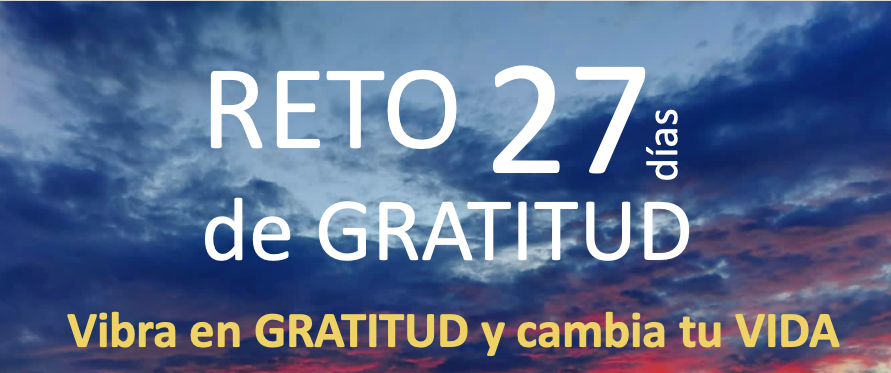 RETO 27 días
de GRATITUD
Vibra en GRATITUD y cambia tu VIDA